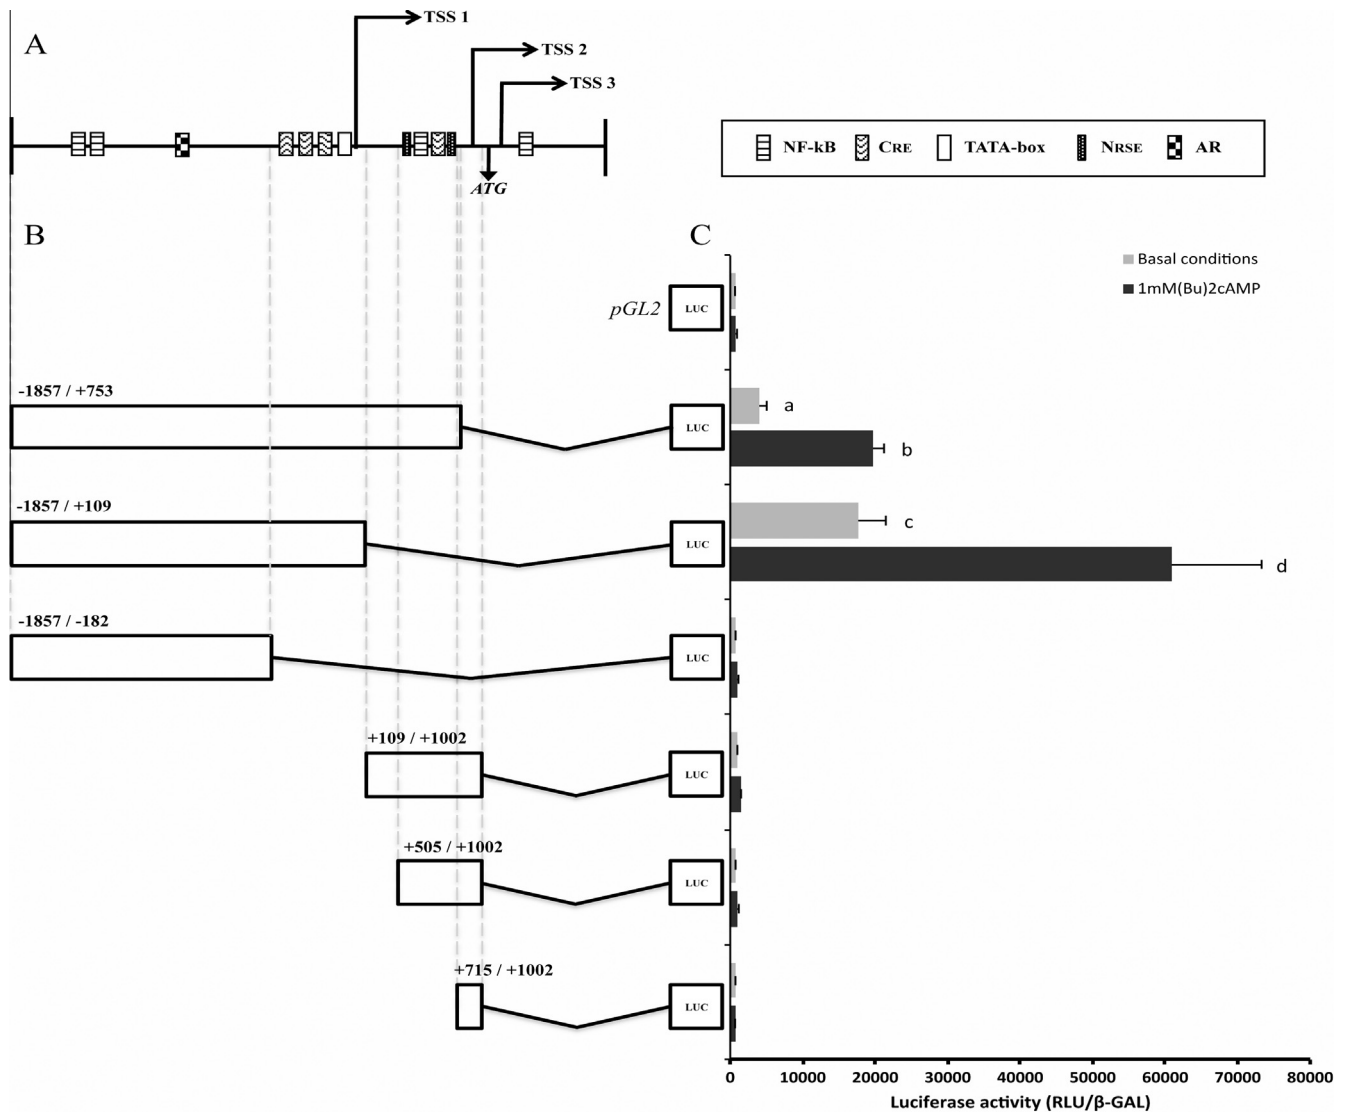 A
TSS 1
TSS 2
TSS 3
ATG
NF-kB CRE TATA-box NRSE AR
B
C
Basal conditions
1mM(Bu)2cAMP
pGL2 LUC
-1857 / +753
LUC
a
b
-1857 / +109
LUC
c
d
-1857 / -182
LUC
+109 / +1002
LUC
+505 / +1002
LUC
+715 / +1002
LUC
0 10000 20000 30000 40000 50000 60000 70000 80000
Luciferase activity (RLU/β-GAL)